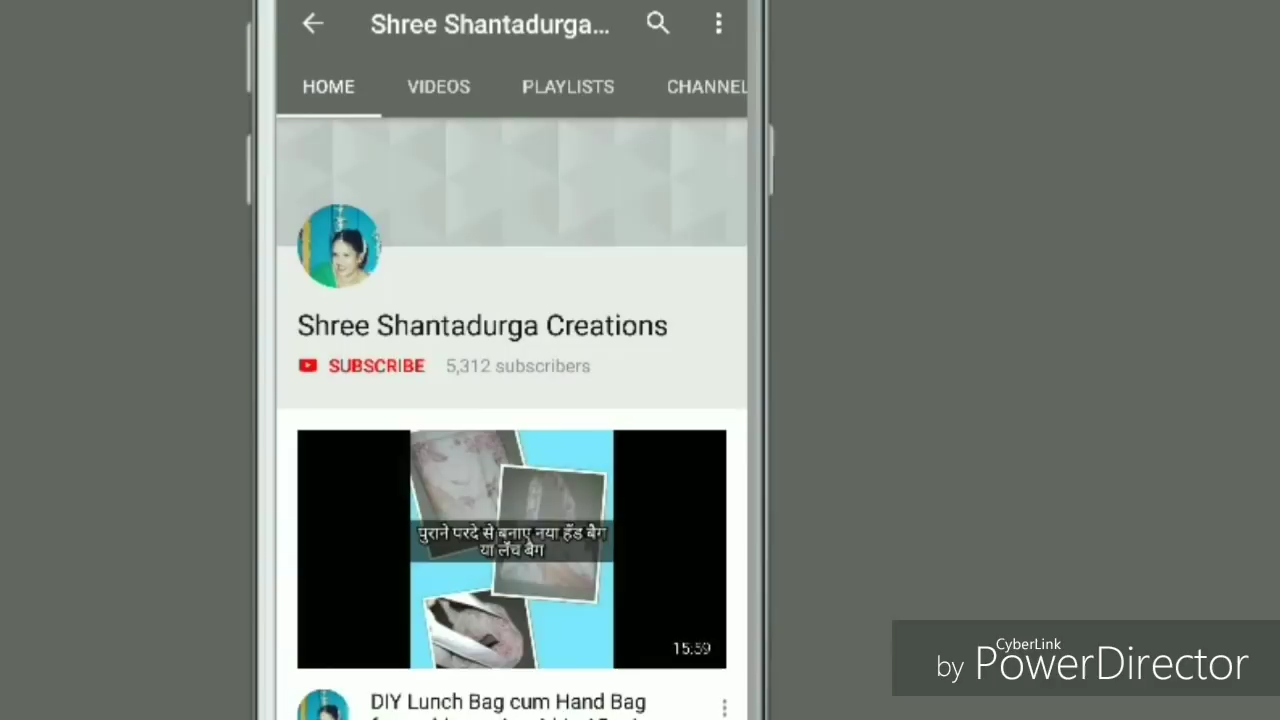 Shree Shantadurga...
HOME VIDEOS PLAYLISTS CHANNEL
Shree Shantadurga Creations
SUBSCRIBE 5,312 subscribers
पुराने परदे से बनाए नया हैंड बैग
या लँच बैग
15:59
DIY Lunch Bag cum Hand Bag
CyberLink
by PowerDirector